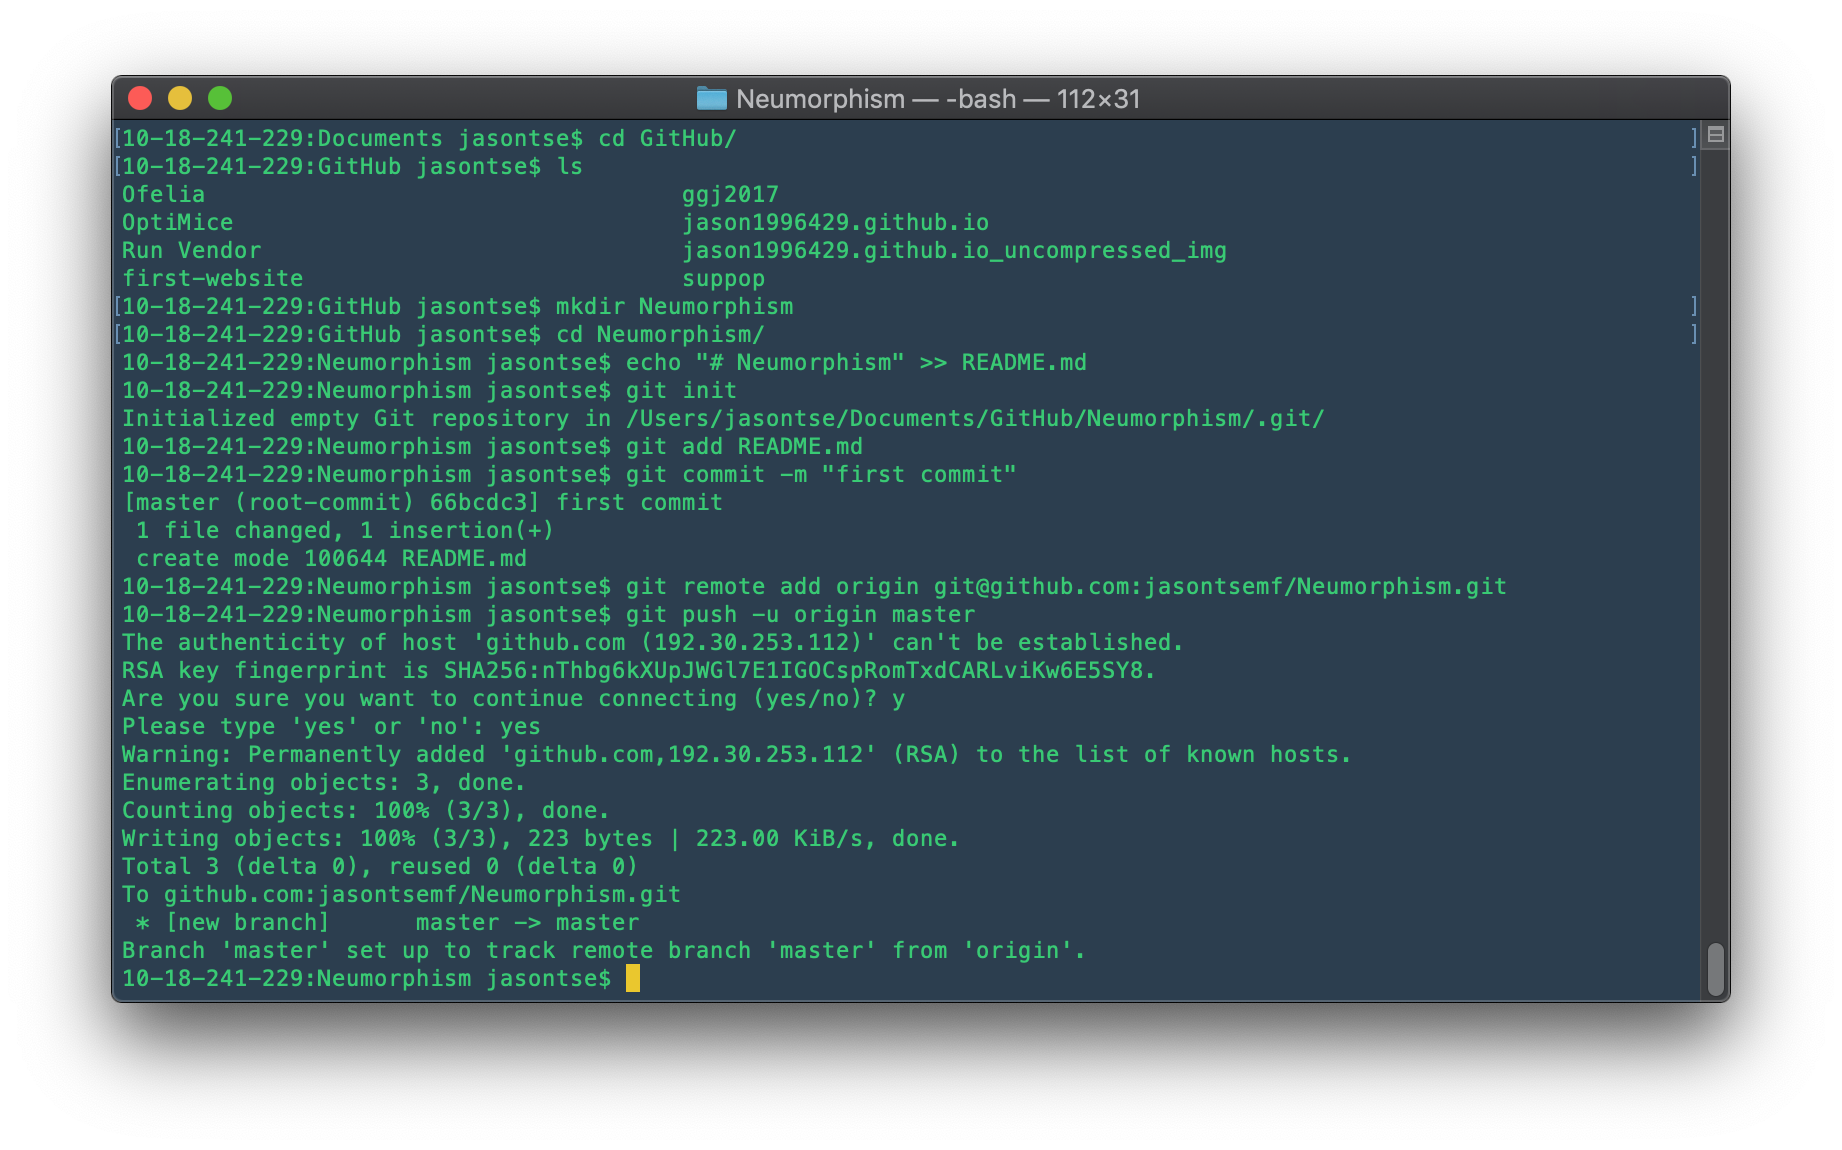 Neumorphism — -bash — 112×31
[10-18-241-229:Documents jasontse$ cd GitHub/ ]
[10-18-241-229:GitHub jasontse$ ls ]
Ofelia ggj2017
OptiMice jason1996429.github.io
Run Vendor jason1996429.github.io_uncompressed_img
first-website suppop
[10-18-241-229:GitHub jasontse$ mkdir Neumorphism ]
[10-18-241-229:GitHub jasontse$ cd Neumorphism/ ]
10-18-241-229:Neumorphism jasontse$ echo "# Neumorphism" >> README.md
10-18-241-229:Neumorphism jasontse$ git init
Initialized empty Git repository in /Users/jasontse/Documents/GitHub/Neumorphism/.git/
10-18-241-229:Neumorphism jasontse$ git add README.md
10-18-241-229:Neumorphism jasontse$ git commit -m "first commit"
[master (root-commit) 66bcdc3] first commit
1 file changed, 1 insertion(+)
create mode 100644 README.md
10-18-241-229:Neumorphism jasontse$ git remote add origin git@github.com:jasontsemf/Neumorphism.git
10-18-241-229:Neumorphism jasontse$ git push -u origin master
The authenticity of host 'github.com (192.30.253.112)' can't be established.
RSA key fingerprint is SHA256:nThbg6kXUpJWGl7E1IGOCspRomTxdCARLviKw6E5SY8.
Are you sure you want to continue connecting (yes/no)? y
Please type 'yes' or 'no': yes
Warning: Permanently added 'github.com,192.30.253.112' (RSA) to the list of known hosts.
Enumerating objects: 3, done.
Counting objects: 100% (3/3), done.
Writing objects: 100% (3/3), 223 bytes | 223.00 KiB/s, done.
Total 3 (delta 0), reused 0 (delta 0)
To github.com:jasontsemf/Neumorphism.git
* [new branch] master -> master
Branch 'master' set up to track remote branch 'master' from 'origin'.
10-18-241-229:Neumorphism jasontse$